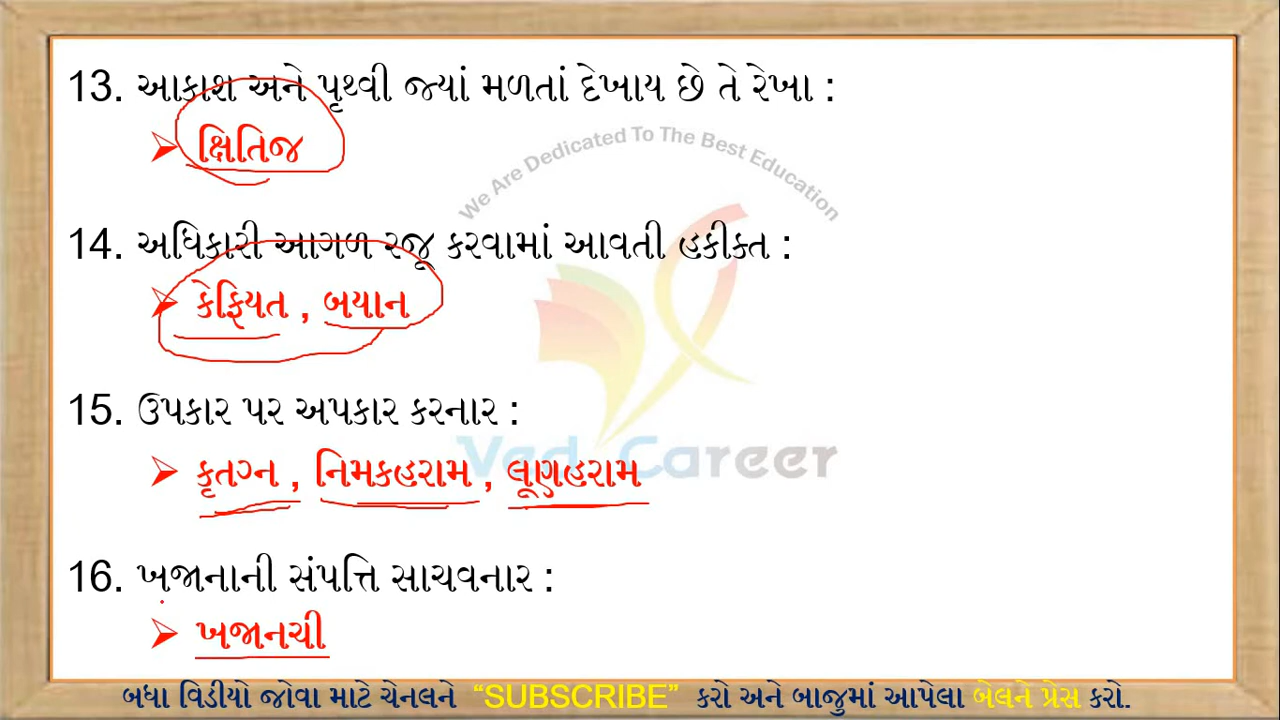 13. આકાશ અને પૃથ્વી જ્યાં મળતાં દેખાય છે તે રેખા :
➢ ક્ષિતિજ
We Are Dedicated To The Best Education
14. અધિકારી આગળ રજૂ કરવામાં આવતી હકીક્ત :
➢ કેફિયત , બયાન
15. ઉપકાર પર અપકાર કરનાર :
Ved Career
➢ કૃતગ્ન , નિમકહરામ , લૂણહરામ
16. ખજાનાની સંપત્તિ સાચવનાર :
➢ ખજાનચી
બધા વિડીયો જોવા માટે ચેનલને “SUBSCRIBE” કરો અને બાજુમાં આપેલા બેલને પ્રેસ કરો.